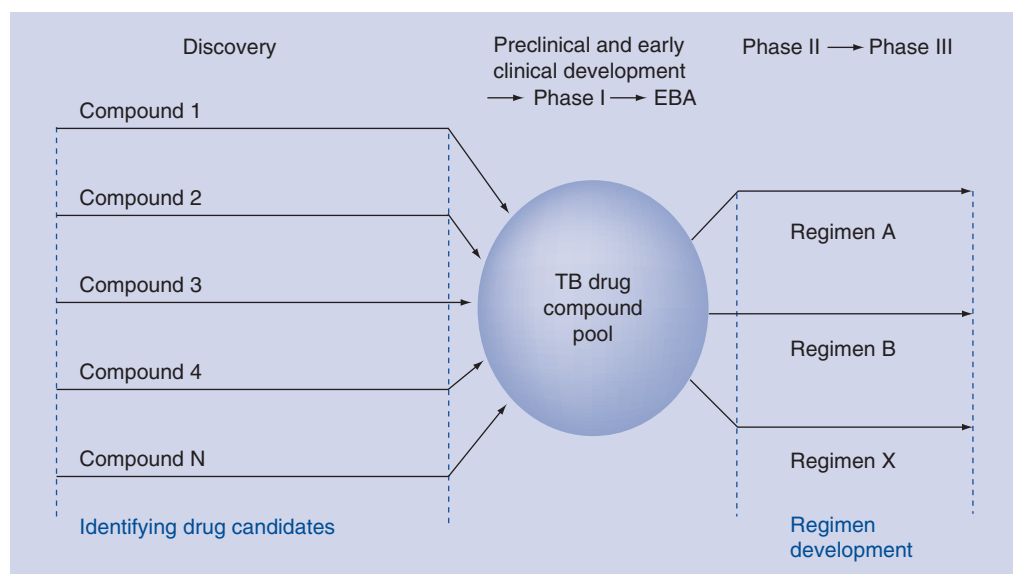 Discovery
Preclinical and early
clinical development
→ Phase I → EBA
Phase II → Phase III
Compound 1
Compound 2
Compound 3
Compound 4
Compound N
Identifying drug candidates
TB drug
compound
pool
Regimen A
Regimen B
Regimen X
Regimen
development